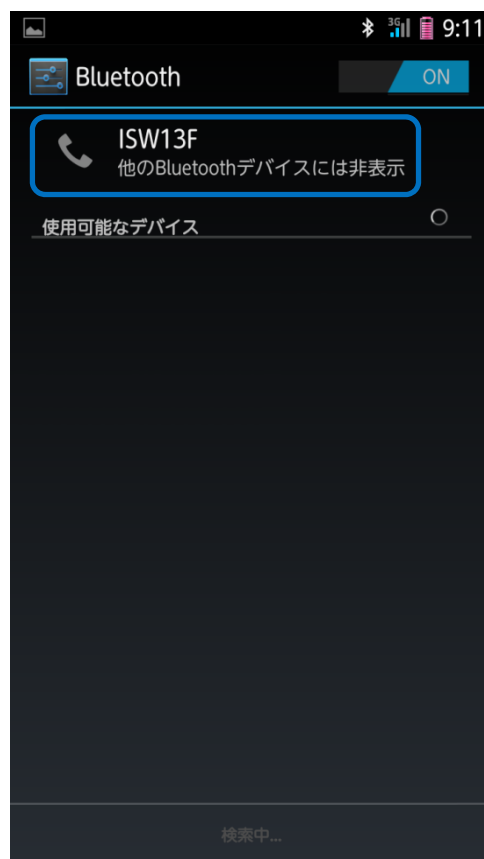 3G 9:11
Bluetooth ON
ISW13F
他のBluetoothデバイスには非表示
使用可能なデバイス
検索中...